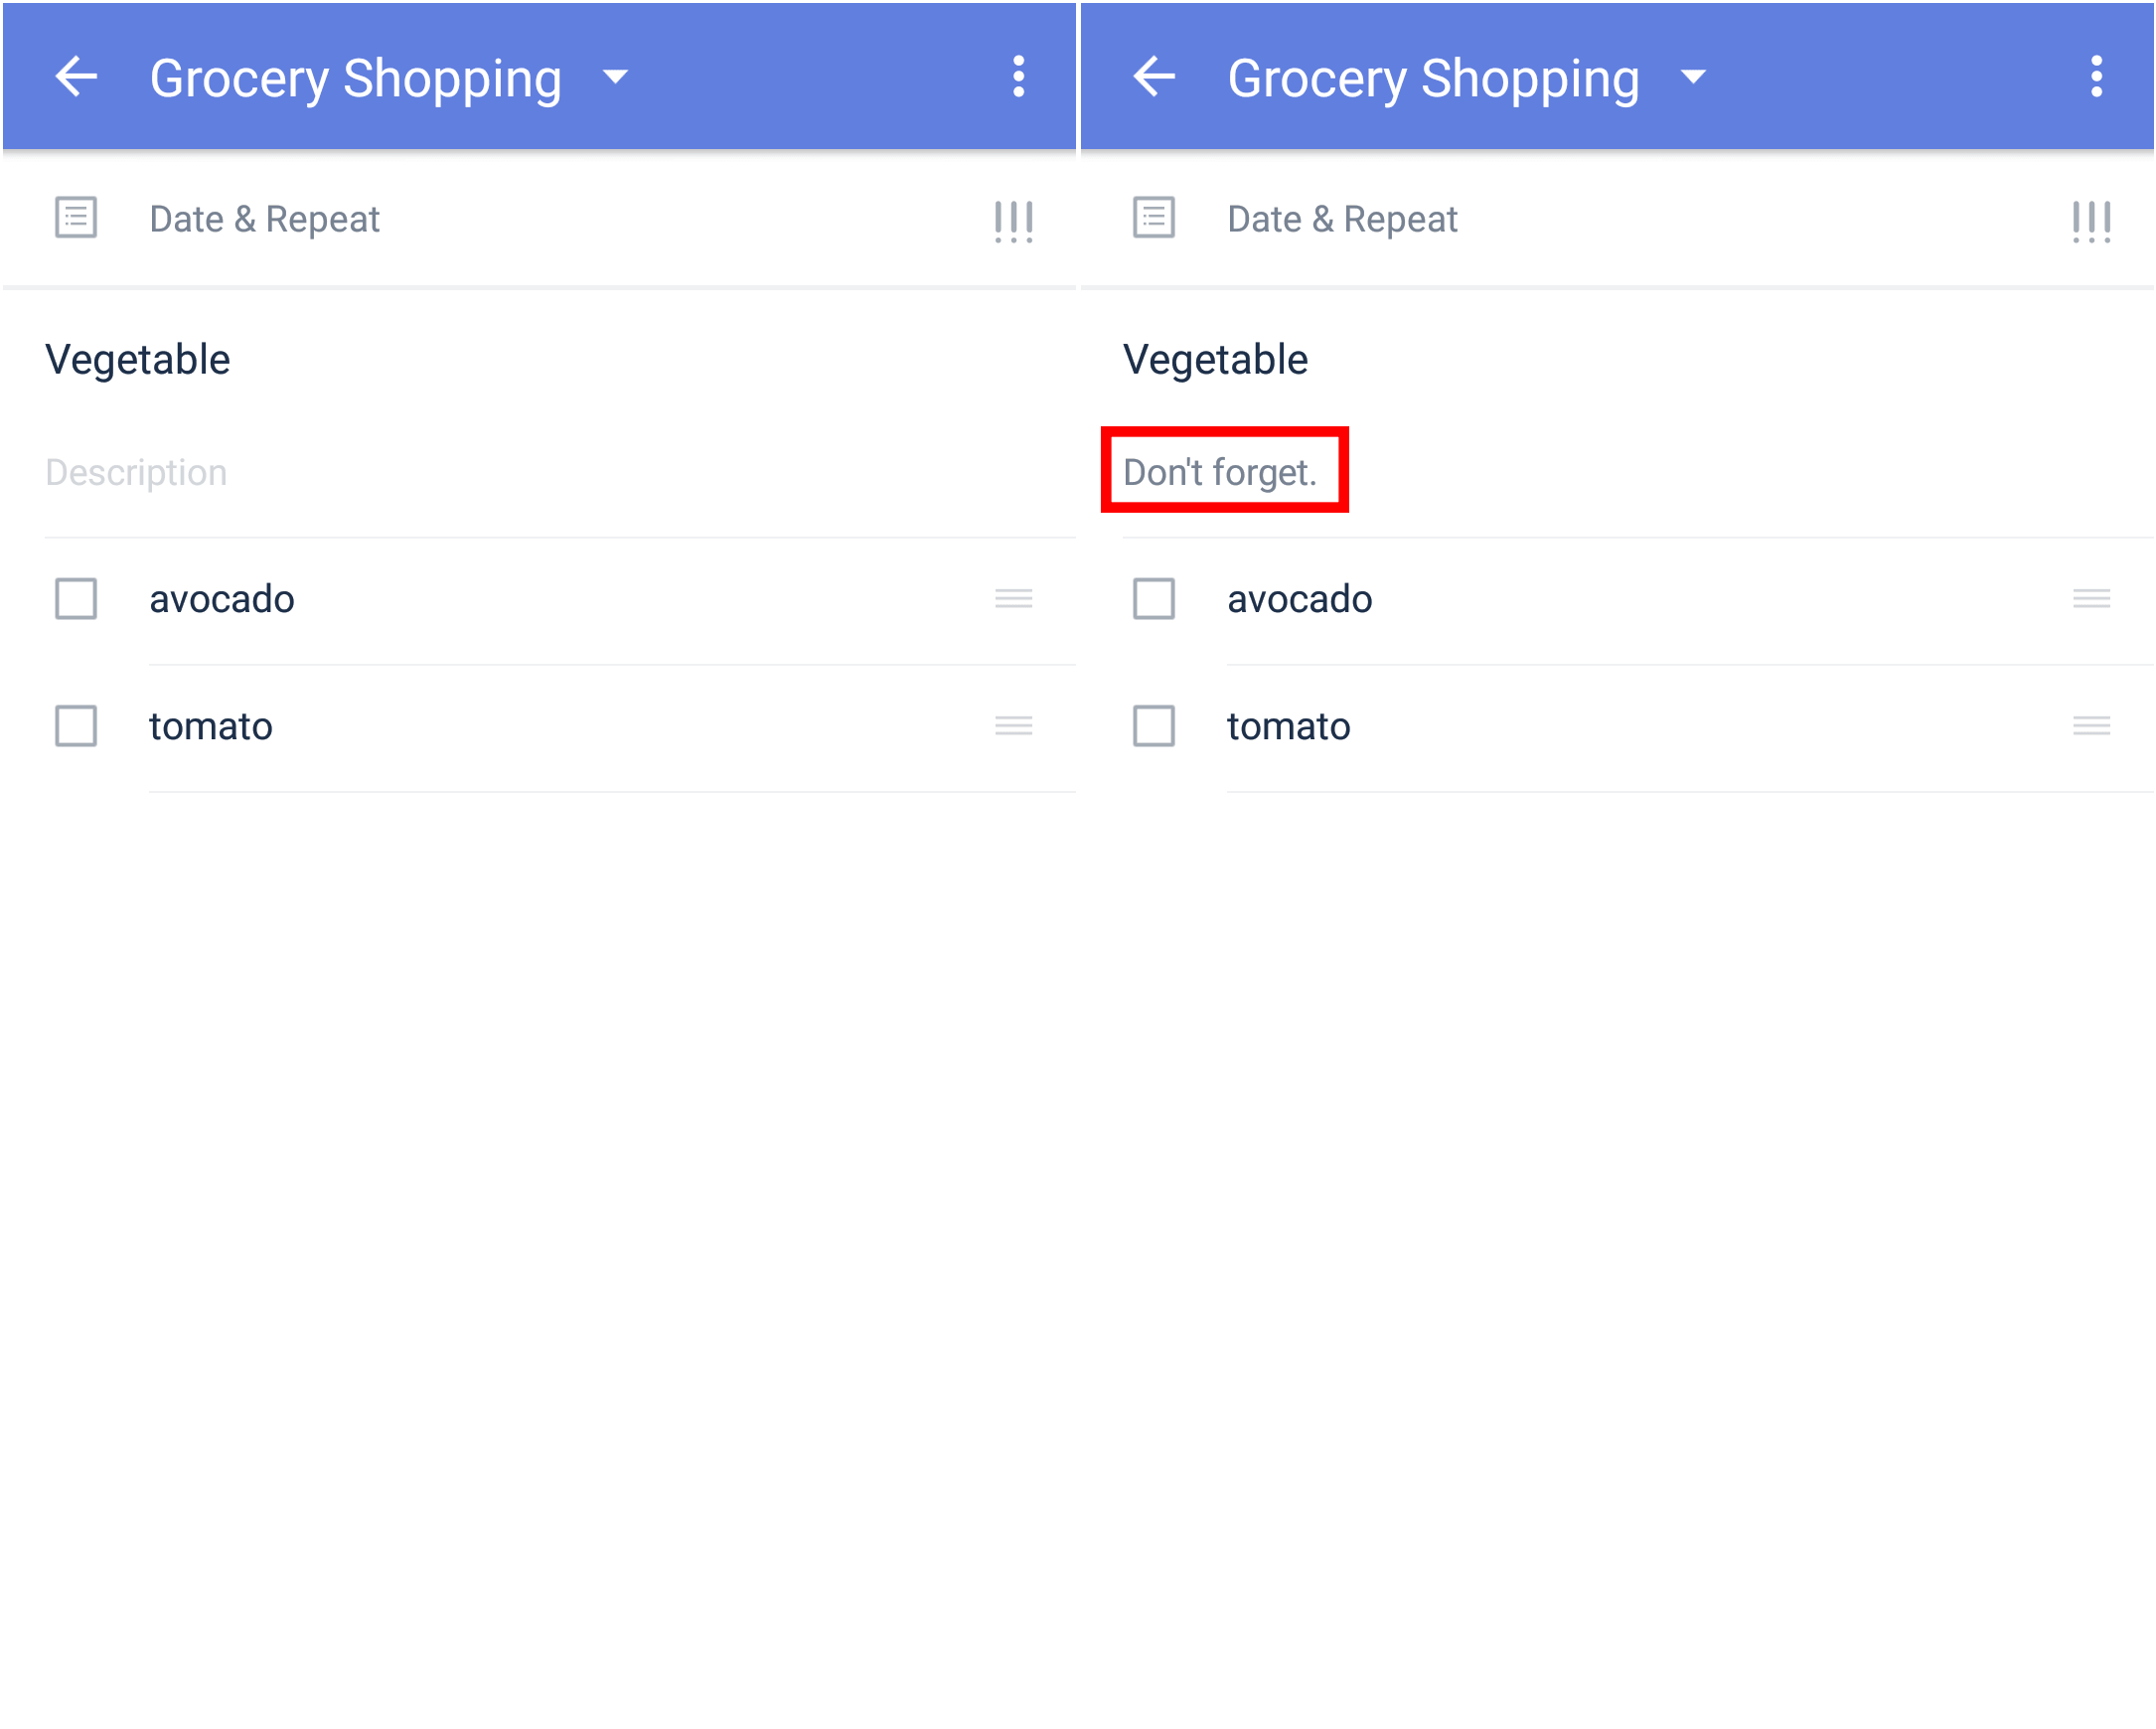 Grocery Shopping
Date & Repeat
Vegetable
Description
avocado
tomato
Grocery Shopping
Date & Repeat
Vegetable
Don't forget.
avocado
tomato